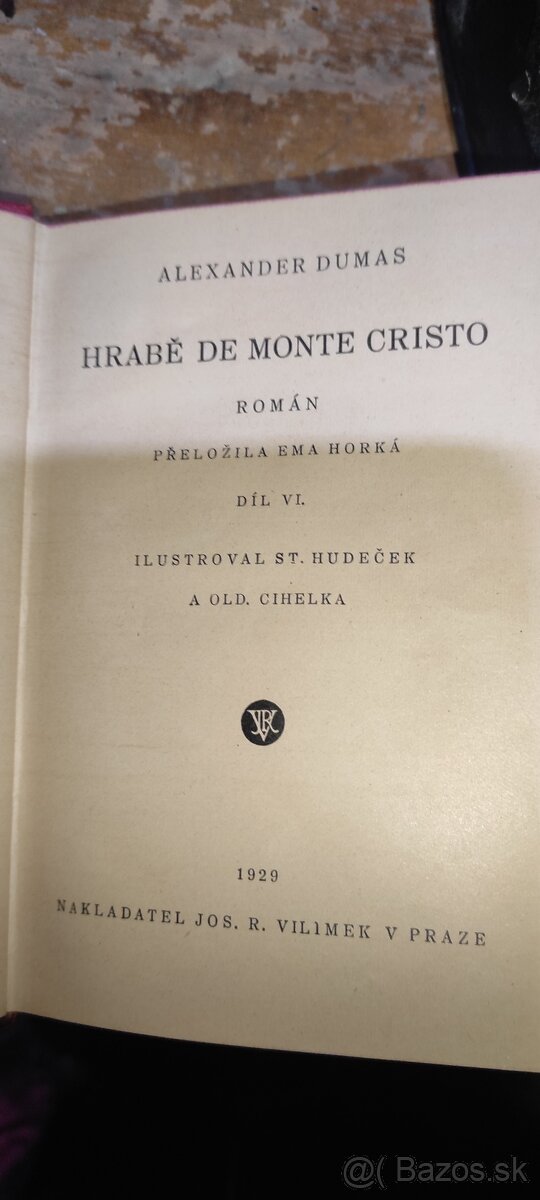 ALEXANDER DUMAS
HRABĚ DE MONTE CRISTO
ROMÁN
PŘELOŽILA EMA HORKÁ
DÍL VI.
ILUSTROVAL ST. HUDEČEK
A OLD. CIHELKA
JRV
1929
NAKLADATEL JOS. R. VILÍMEK V PRAZE
@( Bazos.sk